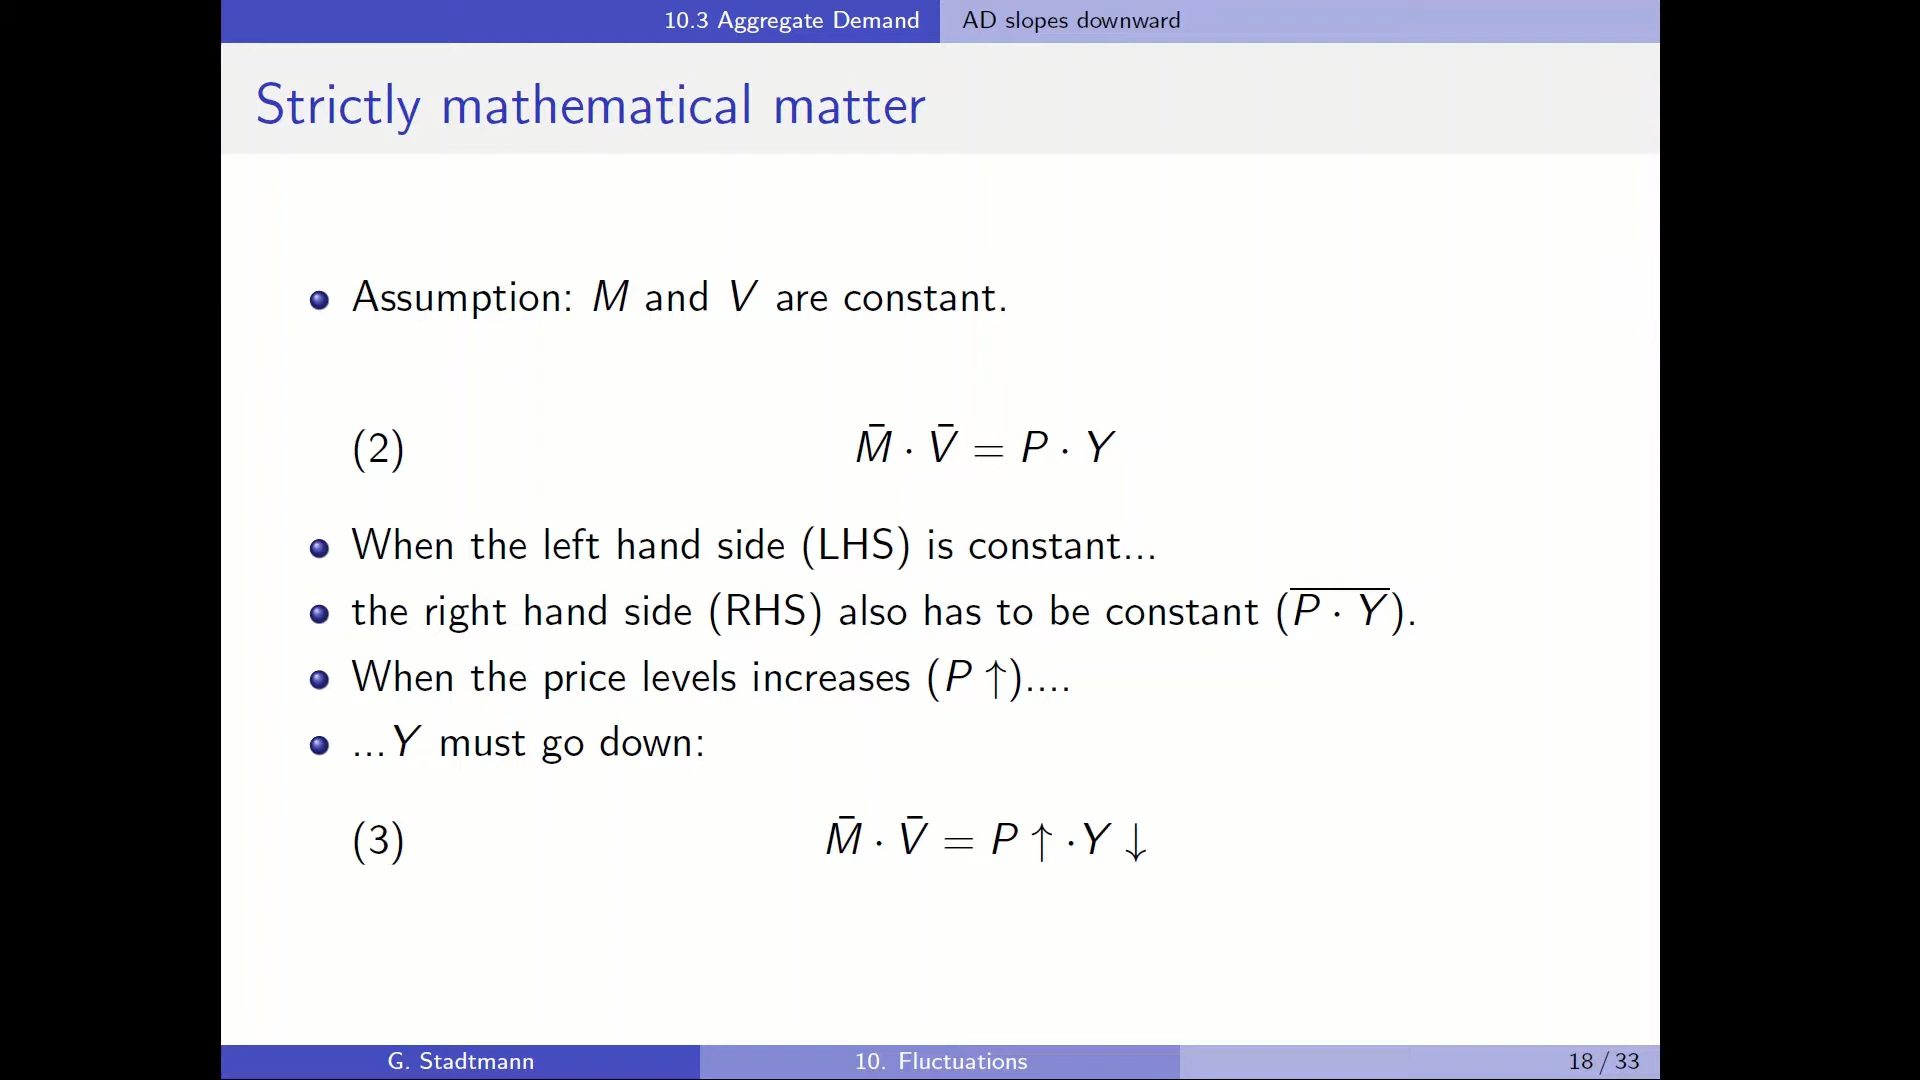 10.3 Aggregate Demand AD slopes downward
Strictly mathematical matter
Assumption: M and V are constant.
(2) M̄ · V̄ = P · Y
When the left hand side (LHS) is constant...
the right hand side (RHS) also has to be constant (P̅ ̅·̅ ̅Y̅).
When the price levels increases (P ↑)....
...Y must go down:
(3) M̄ · V̄ = P ↑ ·Y ↓
G. Stadtmann 10. Fluctuations 18 / 33